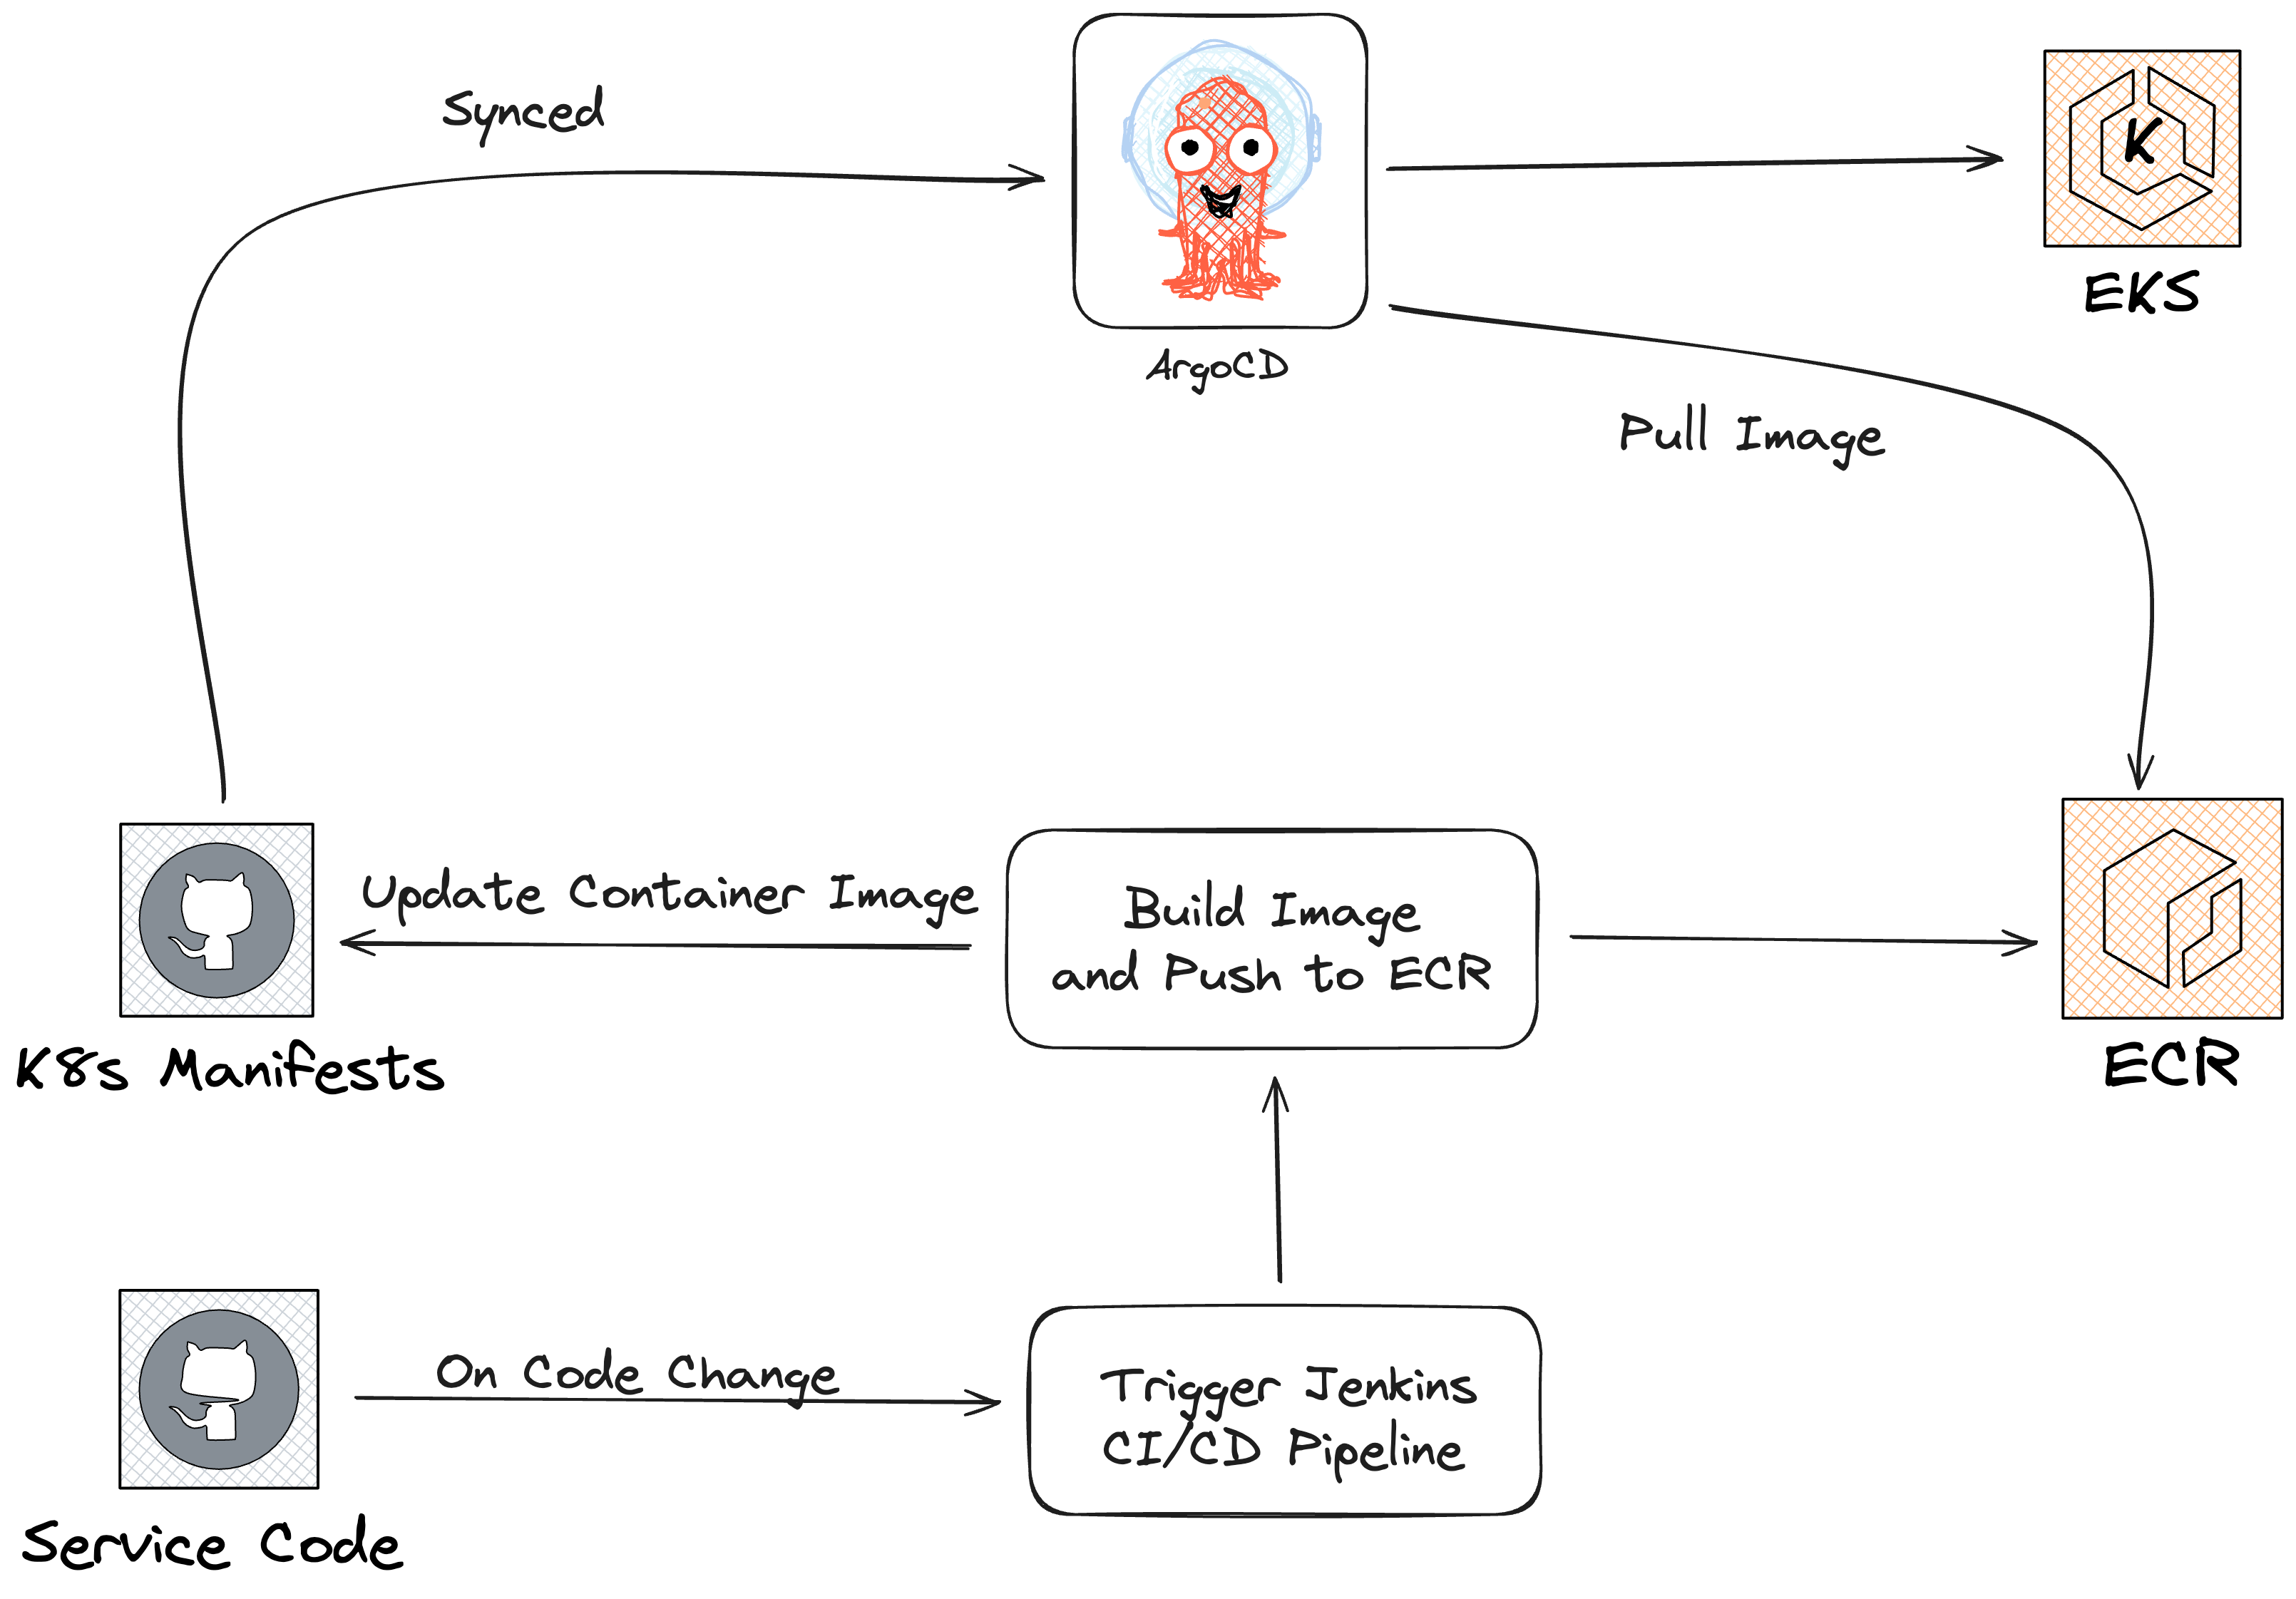 Synced
K
EKS
ArgoCD
Pull Image
Update Container Image
Build Image
and Push to ECR
K8s Manifests
ECR
On Code Change
Trigger Jenkins
CI/CD Pipeline
Service Code